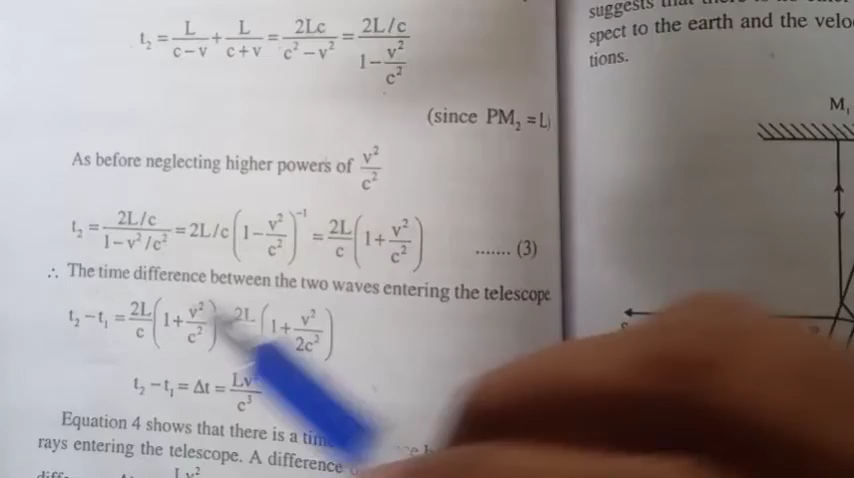 suggests that there
spect to the earth and the velo
tions.
t₂ = L/(c−v) + L/(c+v) = 2Lc/(c²−v²) = (2L/c)/(1−v²/c²)
(since PM₂ = L)
As before neglecting higher powers of v²/c²
t₂ = (2L/c)/(1−v²/c²) = 2L/c (1−v²/c²)⁻¹ = 2L/c (1+v²/c²) ....... (3)
∴ The time difference between the two waves entering the telescope
t₂−t₁ = 2L/c (1+v²/c²) 2L (1+v²/2c²)
t₂−t₁ = Δt = Lv /c³
Equation 4 shows that there is a
rays entering the telescope. A difference
Lv²
M₁